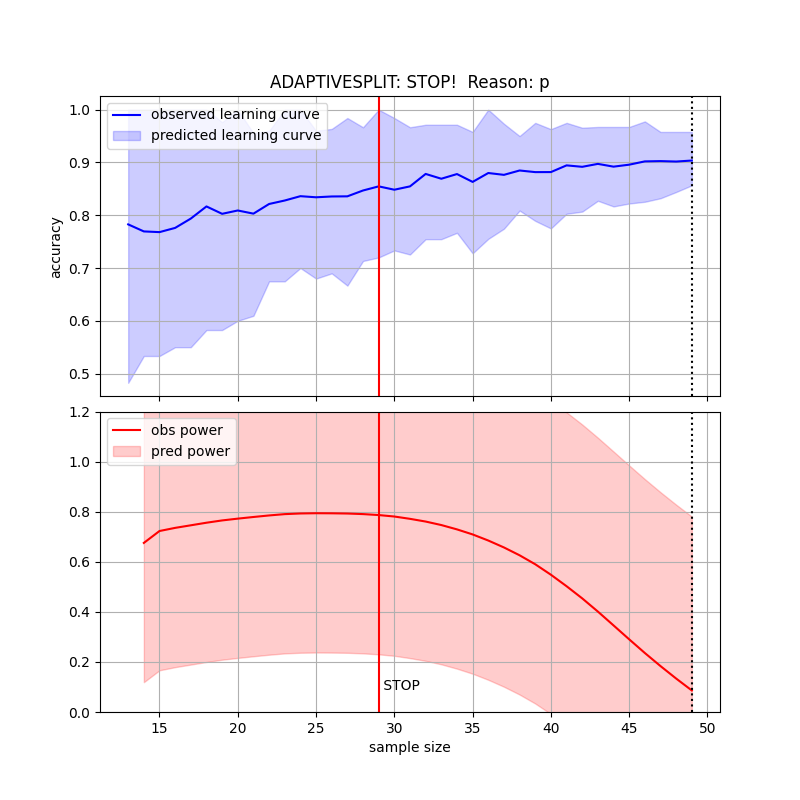 ADAPTIVESPLIT: STOP!  Reason: p
observed learning curve
predicted learning curve
1.0
0.9
0.8
0.7
0.6
0.5
accuracy
obs power
pred power
1.2
1.0
0.8
0.6
0.4
0.2
0.0
STOP
15 20 25 30 35 40 45 50
sample size